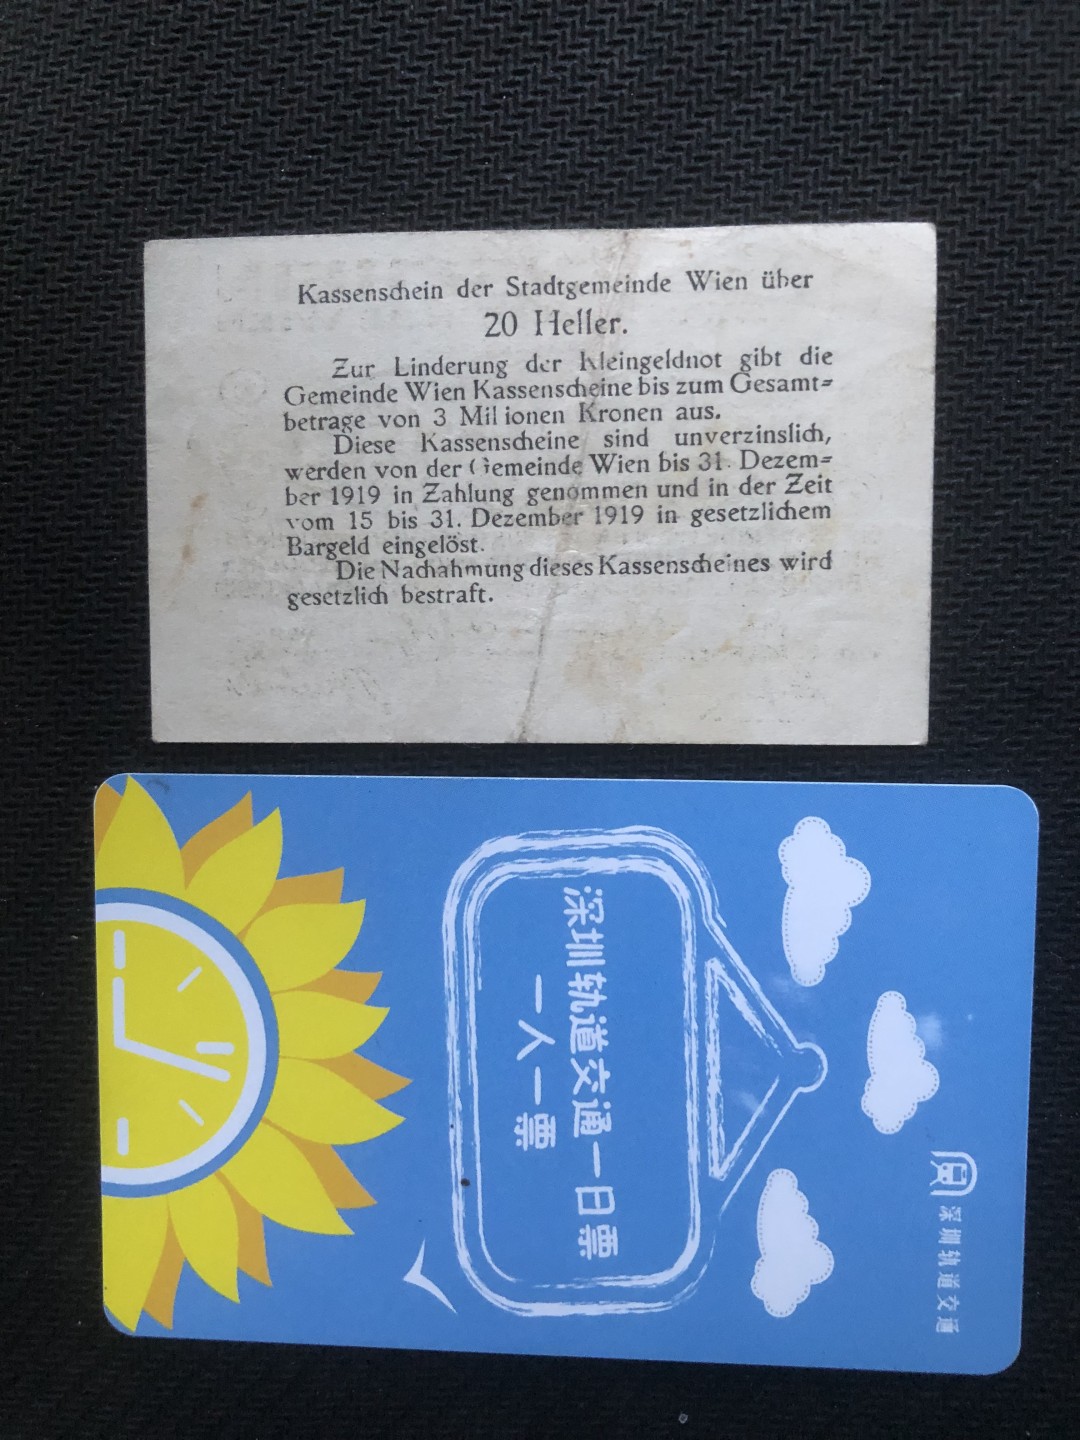 Kassenschein der Stadtgemeinde Wien über
20 Heller.
Zur Linderung der Kleingeldnot gibt die
Gemeinde Wien Kassenscheine bis zum Gesamt=
betrage von 3 Mil ionen Kronen aus.
Diese Kassenscheine sind unverzinslich,
werden von der Gemeinde Wien bis 31. Dezem=
ber 1919 in Zahlung genommen und in der Zeit
vom 15 bis 31. Dezember 1919 in gesetzlichem
Bargeld eingelöst.
Die Nachahmung dieses Kassenscheines wird
gesetzlich bestraft.
深圳轨道交通
深圳轨道交通一日票
一人一票